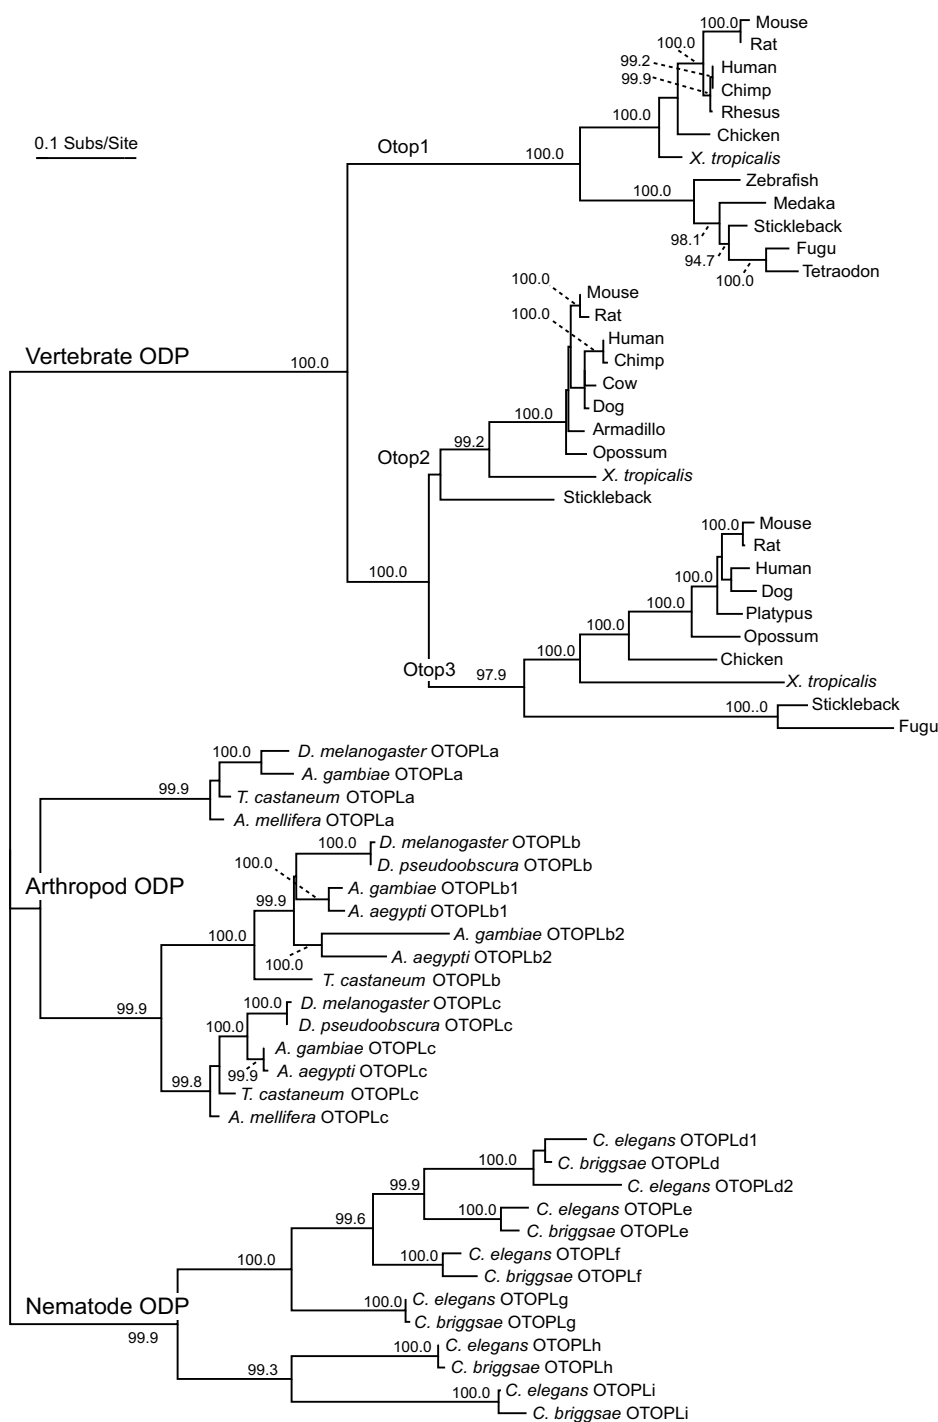 100.0
Mouse
Rat
100.0
99.2
Human
99.9
Chimp
Rhesus
100.0
Chicken
0.1 Subs/Site
Otop1
100.0
X. tropicalis
Zebrafish
100.0
Medaka
Stickleback
98.1
Fugu
94.7
Tetraodon
100.0
100.0
Mouse
100.0
Rat
Human
Vertebrate ODP
100.0
Chimp
Cow
Dog
100.0
Armadillo
99.2
Otop2
Opossum
X. tropicalis
Stickleback
100.0
Mouse
Rat
100.0
100.0
Human
Dog
100.0
Platypus
100.0
Opossum
100.0
Chicken
Otop3
97.9
X. tropicalis
100..0
Stickleback
Fugu
100.0
D. melanogaster OTOPLa
A. gambiae OTOPLa
99.9
T. castaneum OTOPLa
A. mellifera OTOPLa
100.0
D. melanogaster OTOPLb
100.0
D. pseudoobscura OTOPLb
Arthropod ODP
A. gambiae OTOPLb1
99.9
A. aegypti OTOPLb1
100.0
A. gambiae OTOPLb2
A. aegypti OTOPLb2
100.0
T. castaneum OTOPLb
99.9
100.0
D. melanogaster OTOPLc
100.0
D. pseudoobscura OTOPLc
A. gambiae OTOPLc
99.9
A. aegypti OTOPLc
99.8
T. castaneum OTOPLc
A. mellifera OTOPLc
C. elegans OTOPLd1
100.0
C. briggsae OTOPLd
99.9
C. elegans OTOPLd2
100.0
C. elegans OTOPLe
99.6
C. briggsae OTOPLe
100.0
100.0
C. elegans OTOPLf
C. briggsae OTOPLf
Nematode ODP
100.0
C. elegans OTOPLg
C. briggsae OTOPLg
99.9
100.0
C. elegans OTOPLh
99.3
C. briggsae OTOPLh
100.0
C. elegans OTOPLi
C. briggsae OTOPLi